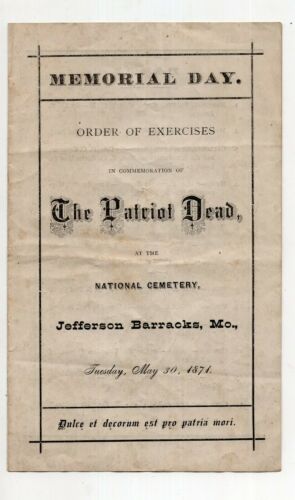 MEMORIAL DAY.
ORDER OF EXERCISES
IN COMMEMORATION OF
The Patriot Dead,
AT THE
NATIONAL CEMETERY,
Jefferson Barracks, Mo.,
Tuesday, May 30, 1871.
Dulce et decorum est pro patria mori.